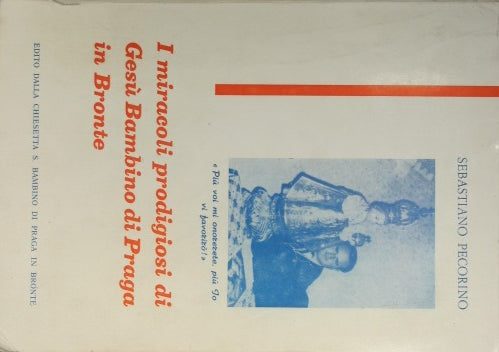 SEBASTIANO PECORINO
« Più voi mi onorerete, più Io
vi favorirò! »
I miracoli prodigiosi di
Gesù Bambino di Praga
in Bronte
EDITO DALLA CHIESETTA S. BAMBINO DI PRAGA IN BRONTE